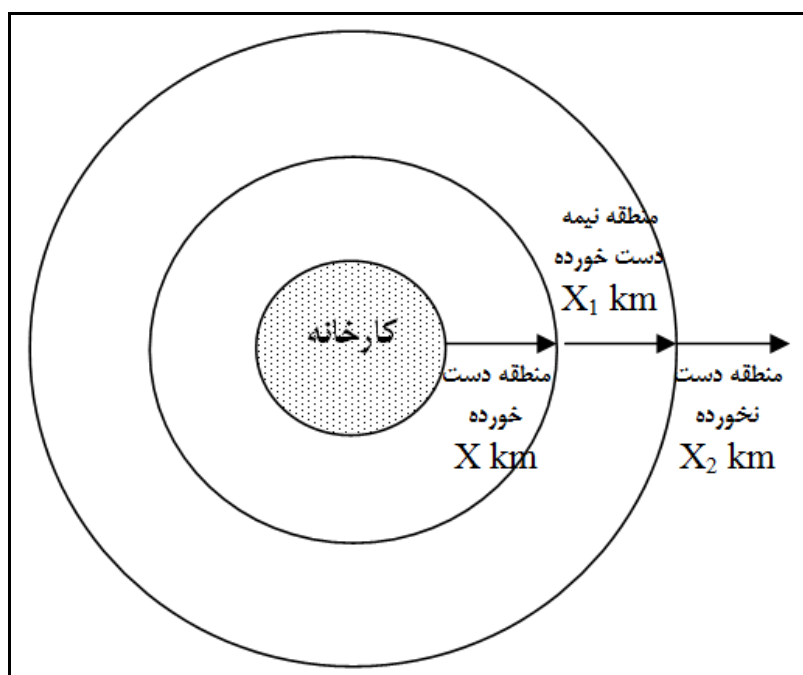 کارخانه
منطقه دست
خورده
X km
منطقه نیمه
دست خورده
X₁ km
منطقه دست
نخورده
X₂ km